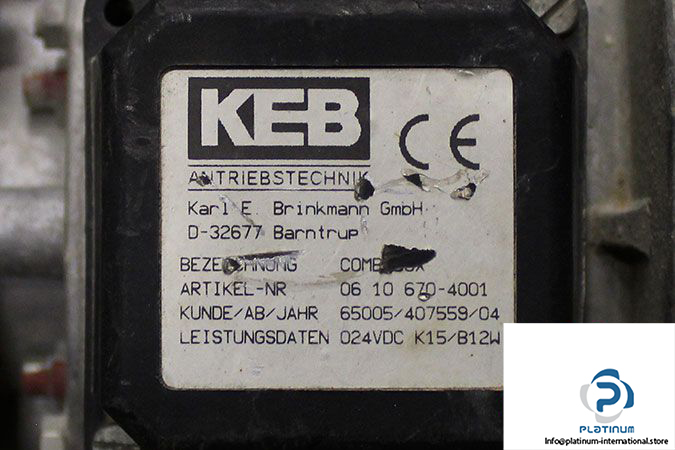 KEB
CE
ANTRIEBSTECHNIK
Karl E. Brinkmann GmbH
D-32677 Barntrup
BEZEICHNUNG
ARTIKEL-NR 06 10 670-4001
KUNDE/AB/JAHR 65005/407559/04
LEISTUNGSDATEN 024VDC K15/B12W
PLATINUM
Info@platinum-international.store